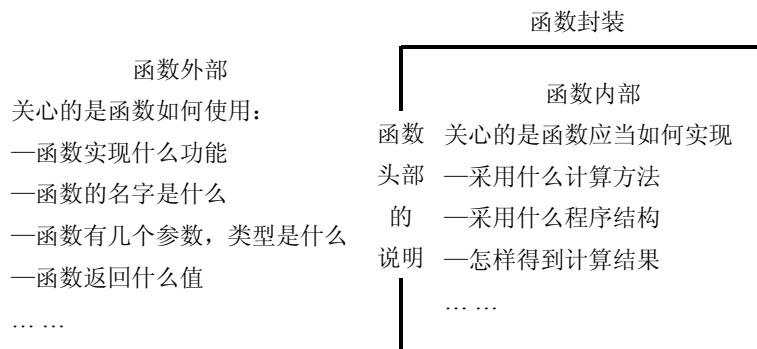 函数封装
函数外部
关心的是函数如何使用：
—函数实现什么功能
—函数的名字是什么
—函数有几个参数，类型是什么
—函数返回什么值
… …
函数
头部
的
说明
函数内部
关心的是函数应当如何实现
—采用什么计算方法
—采用什么程序结构
—怎样得到计算结果
… …